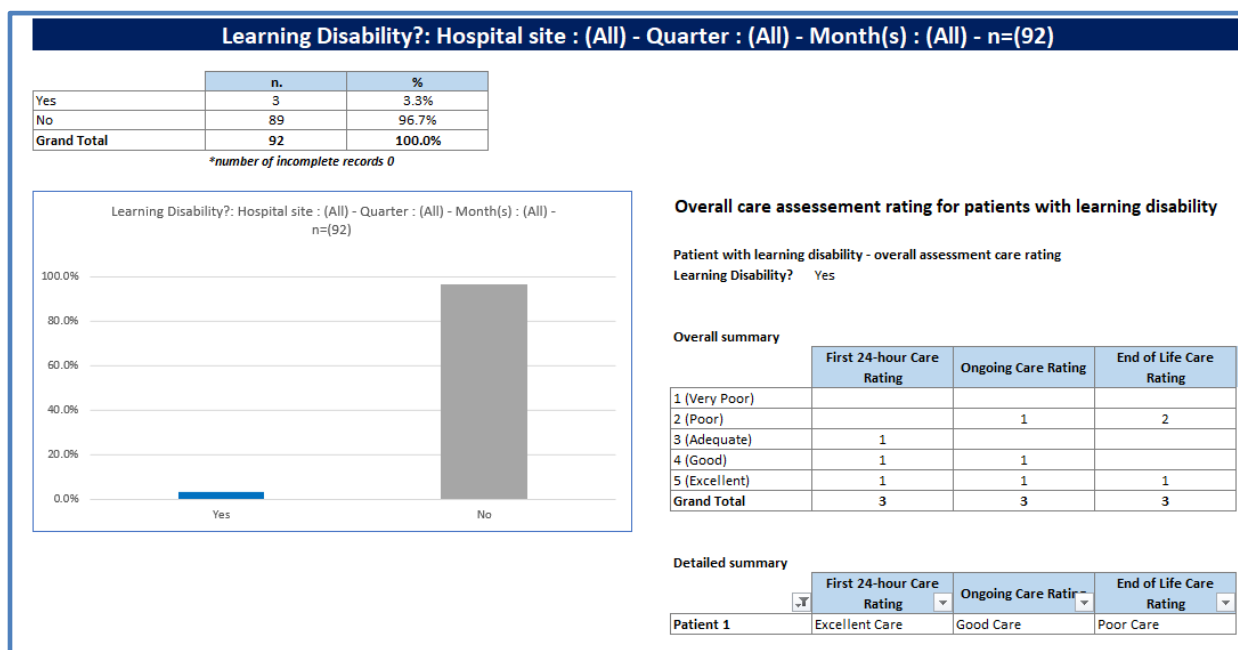 Learning Disability?: Hospital site : (All) - Quarter : (All) - Month(s) : (All) - n=(92)
n. %
Yes 3 3.3%
No 89 96.7%
Grand Total 92 100.0%
*number of incomplete records 0
Learning Disability?: Hospital site : (All) - Quarter : (All) - Month(s) : (All) -
n=(92)
100.0%
80.0%
60.0%
40.0%
20.0%
0.0%
Yes No
Overall care assessement rating for patients with learning disability
Patient with learning disability - overall assessment care rating
Learning Disability? Yes
Overall summary
First 24-hour Care Rating Ongoing Care Rating End of Life Care Rating
1 (Very Poor)
2 (Poor) 1 2
3 (Adequate) 1
4 (Good) 1 1
5 (Excellent) 1 1 1
Grand Total 3 3 3
Detailed summary
First 24-hour Care Rating Ongoing Care Rating End of Life Care Rating
Patient 1 Excellent Care Good Care Poor Care